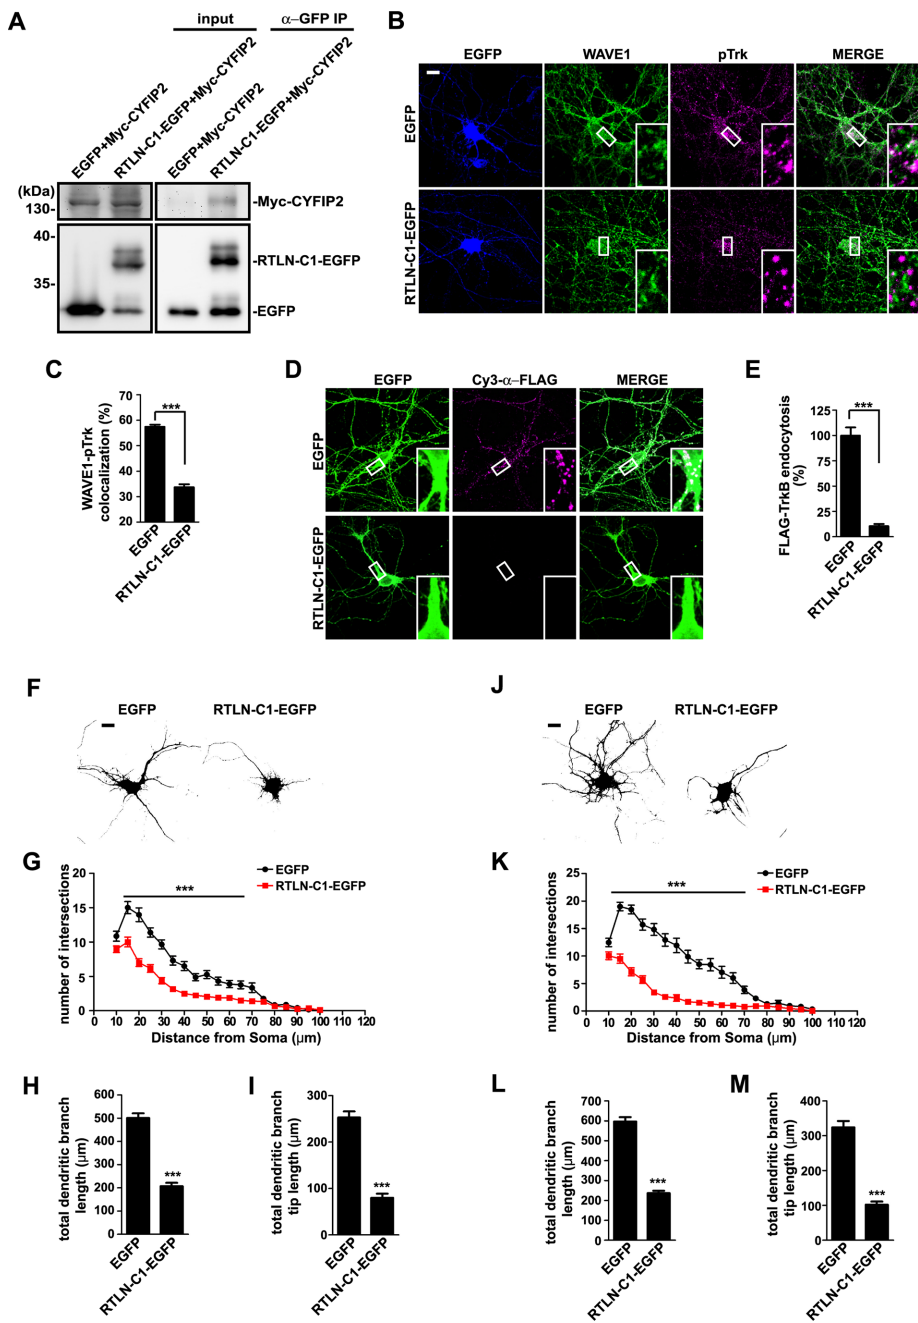 A
input
α–GFP IP
EGFP+Myc-CYFIP2
RTLN-C1-EGFP+Myc-CYFIP2
EGFP+Myc-CYFIP2
RTLN-C1-EGFP+Myc-CYFIP2
(kDa)
130-
-Myc-CYFIP2
40-
-RTLN-C1-EGFP
35-
-EGFP
B
EGFP
WAVE1
pTrk
MERGE
EGFP
RTLN-C1-EGFP
C
WAVE1-pTrk
colocalization (%)
70
60
50
40
30
20
***
EGFP
RTLN-C1-EGFP
D
EGFP
Cy3-α–FLAG
MERGE
EGFP
RTLN-C1-EGFP
E
FLAG-TrkB endocytosis
(%)
125
100
75
50
25
0
***
EGFP
RTLN-C1-EGFP
F
EGFP
RTLN-C1-EGFP
G
number of intersections
20
15
10
5
0
***
EGFP
RTLN-C1-EGFP
0 10 20 30 40 50 60 70 80 90 100 110 120
Distance from Soma (μm)
H
total dendritic branch
length (μm)
600
500
400
300
200
100
0
***
EGFP
RTLN-C1-EGFP
I
total dendritic branch
tip length (μm)
300
200
100
0
***
EGFP
RTLN-C1-EGFP
J
EGFP
RTLN-C1-EGFP
K
number of intersections
25
20
15
10
5
0
***
EGFP
RTLN-C1-EGFP
0 10 20 30 40 50 60 70 80 90 100 110 120
Distance from Soma (μm)
L
total dendritic branch
length (μm)
700
600
500
400
300
200
100
0
***
EGFP
RTLN-C1-EGFP
M
total dendritic branch
tip length (μm)
400
300
200
100
0
***
EGFP
RTLN-C1-EGFP